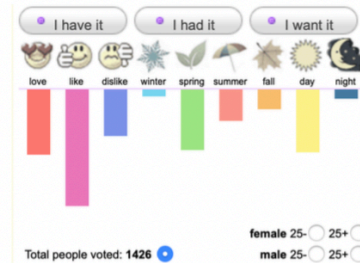 I have it I had it I want it
love like dislike winter spring summer fall day night
female 25- 25+
Total people voted: 1426 male 25- 25+